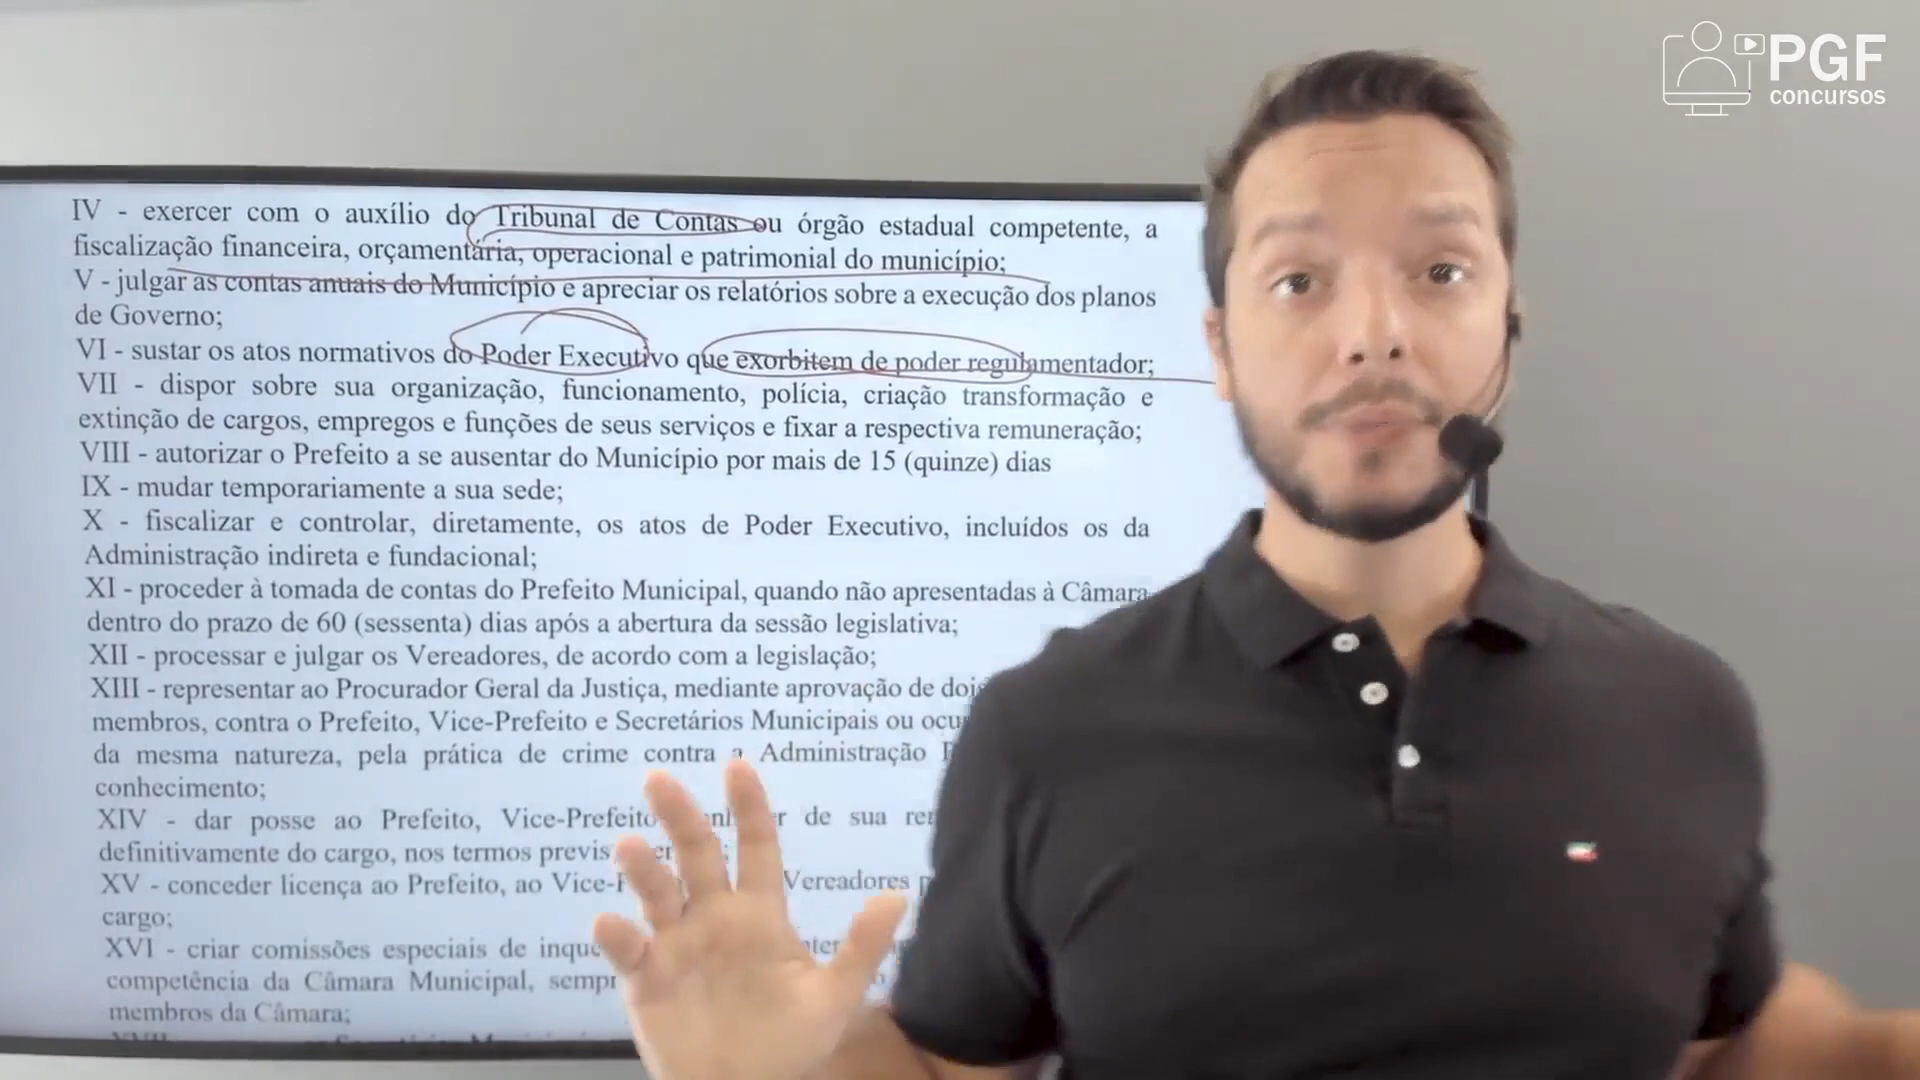 PGF
concursos
IV - exercer com o auxílio do Tribunal de Contas ou órgão estadual competente, a
fiscalização financeira, orçamentária, operacional e patrimonial do município;
V - julgar as contas anuais do Município e apreciar os relatórios sobre a execução dos planos
de Governo;
VI - sustar os atos normativos do Poder Executivo que exorbitem de poder regulamentador;
VII - dispor sobre sua organização, funcionamento, polícia, criação transformação e
extinção de cargos, empregos e funções de seus serviços e fixar a respectiva remuneração;
VIII - autorizar o Prefeito a se ausentar do Município por mais de 15 (quinze) dias
IX - mudar temporariamente a sua sede;
X - fiscalizar e controlar, diretamente, os atos de Poder Executivo, incluídos os da
Administração indireta e fundacional;
XI - proceder à tomada de contas do Prefeito Municipal, quando não apresentadas à Câmara
dentro do prazo de 60 (sessenta) dias após a abertura da sessão legislativa;
XII - processar e julgar os Vereadores, de acordo com a legislação;
XIII - representar ao Procurador Geral da Justiça, mediante aprovação de
membros, contra o Prefeito, Vice-Prefeito e Secretários Municipais ou
da mesma natureza, pela prática de crime contra a Administração
conhecimento;
XIV - dar posse ao Prefeito, Vice-Prefeito de sua
definitivamente do cargo, nos termos
XV - conceder licença ao Prefeito, ao Vereadores
cargo;
XVI - criar comissões especiais de
competência da Câmara Municipal,
membros da Câmara;